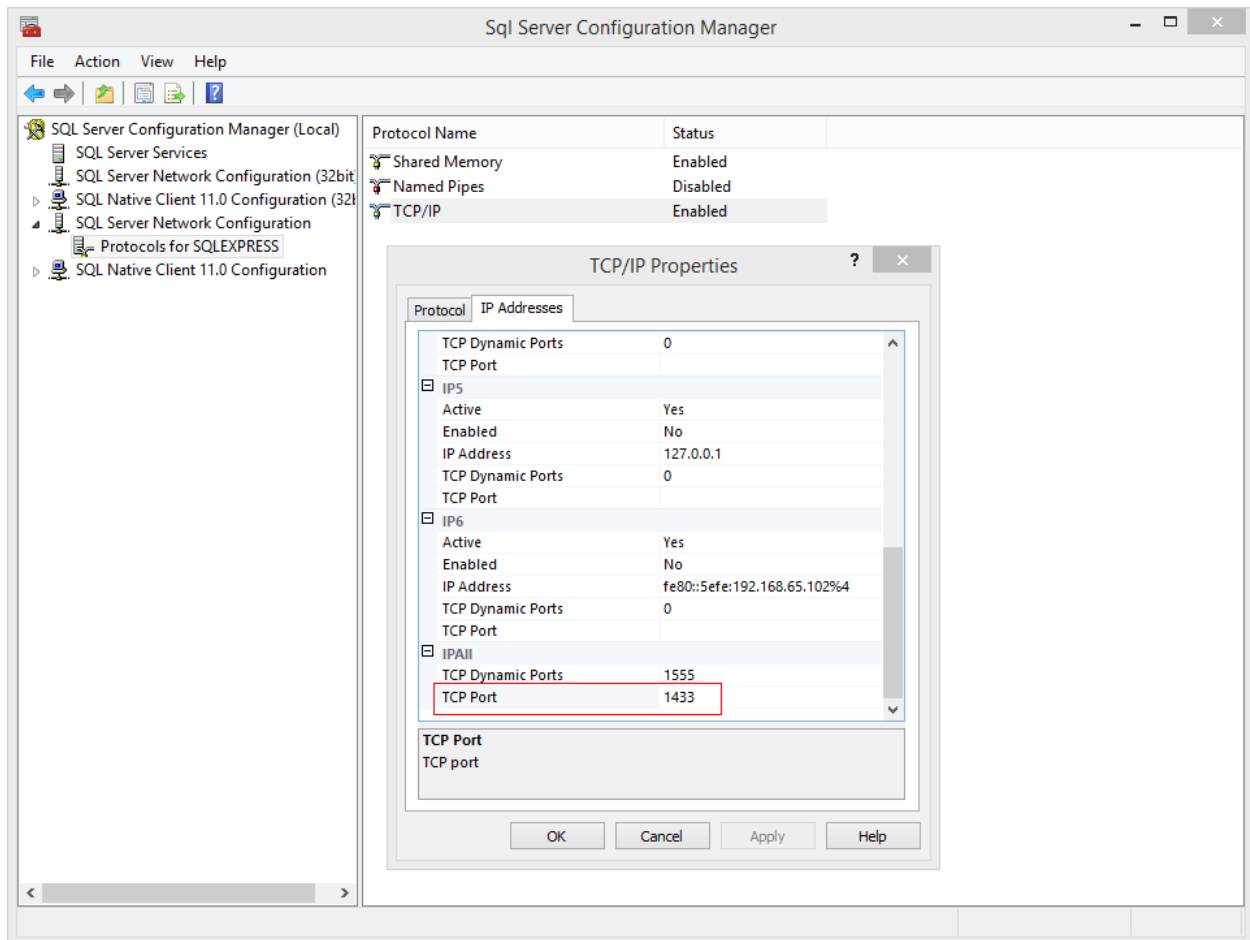 Sql Server Configuration Manager
File Action View Help
SQL Server Configuration Manager (Local)
SQL Server Services
SQL Server Network Configuration (32bit
SQL Native Client 11.0 Configuration (32b
SQL Server Network Configuration
Protocols for SQLEXPRESS
SQL Native Client 11.0 Configuration
Protocol Name Status
Shared Memory Enabled
Named Pipes Disabled
TCP/IP Enabled
TCP/IP Properties
Protocol IP Addresses
TCP Dynamic Ports 0
TCP Port
IP5
Active Yes
Enabled No
IP Address 127.0.0.1
TCP Dynamic Ports 0
TCP Port
IP6
Active Yes
Enabled No
IP Address fe80::5efe:192.168.65.102%4
TCP Dynamic Ports 0
TCP Port
IPAll
TCP Dynamic Ports 1555
TCP Port 1433
TCP Port
TCP port
OK Cancel Apply Help